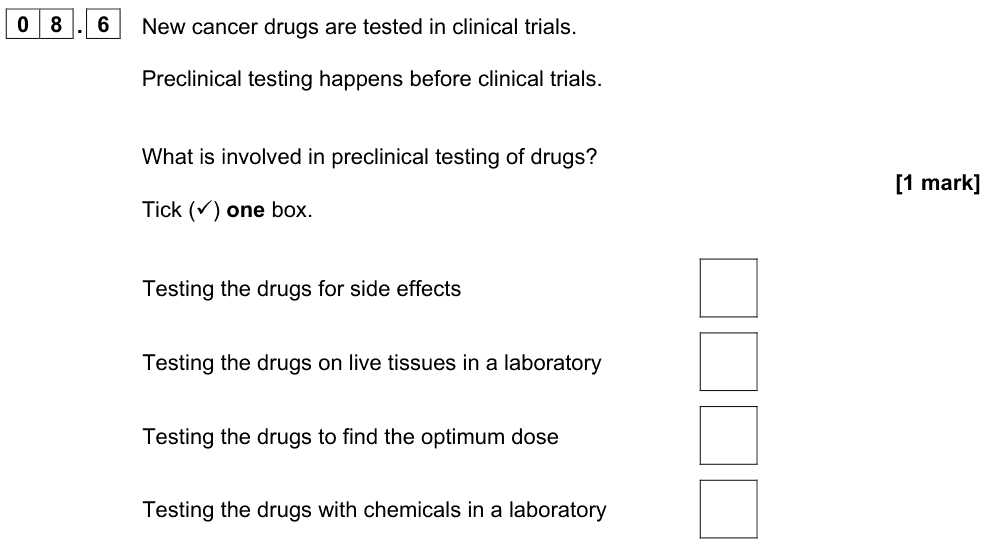 08.6 New cancer drugs are tested in clinical trials.
Preclinical testing happens before clinical trials.
What is involved in preclinical testing of drugs?
[1 mark]
Tick (✓) one box.
Testing the drugs for side effects
Testing the drugs on live tissues in a laboratory
Testing the drugs to find the optimum dose
Testing the drugs with chemicals in a laboratory